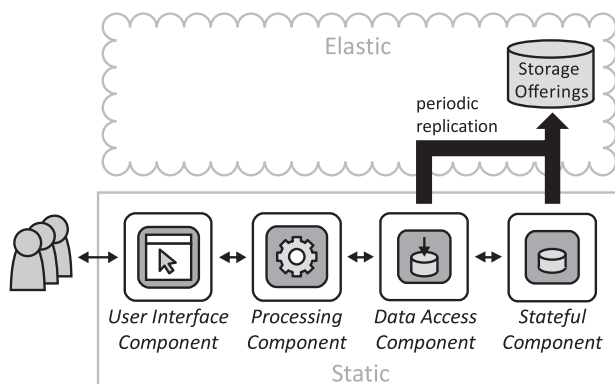 Elastic
Storage
Offerings
periodic
replication
User Interface
Component
Processing
Component
Data Access
Component
Stateful
Component
Static